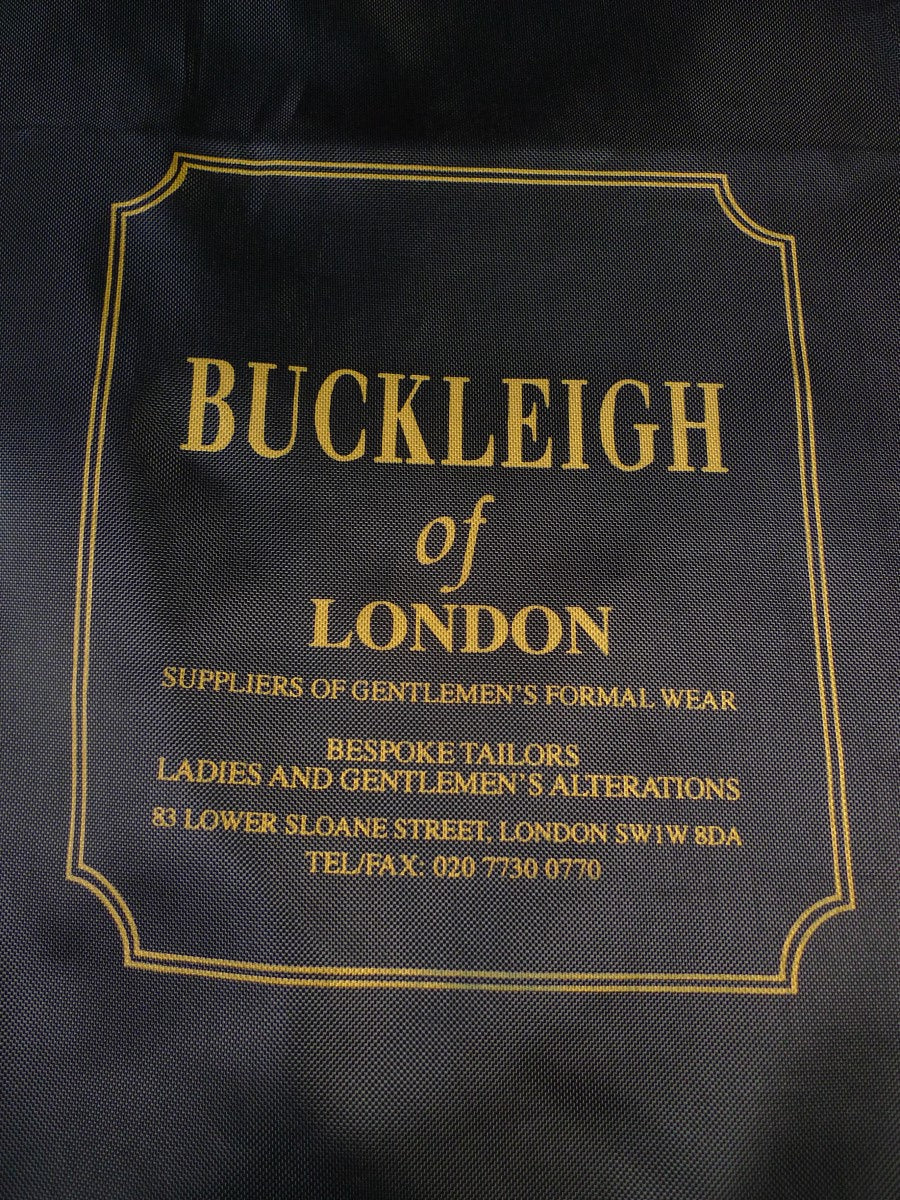 BUCKLEIGH
of
LONDON
SUPPLIERS OF GENTLEMEN'S FORMAL WEAR
BESPOKE TAILORS
LADIES AND GENTLEMEN'S ALTERATIONS
83 LOWER SLOANE STREET, LONDON SW1W 8DA
TEL/FAX: 020 7730 0770